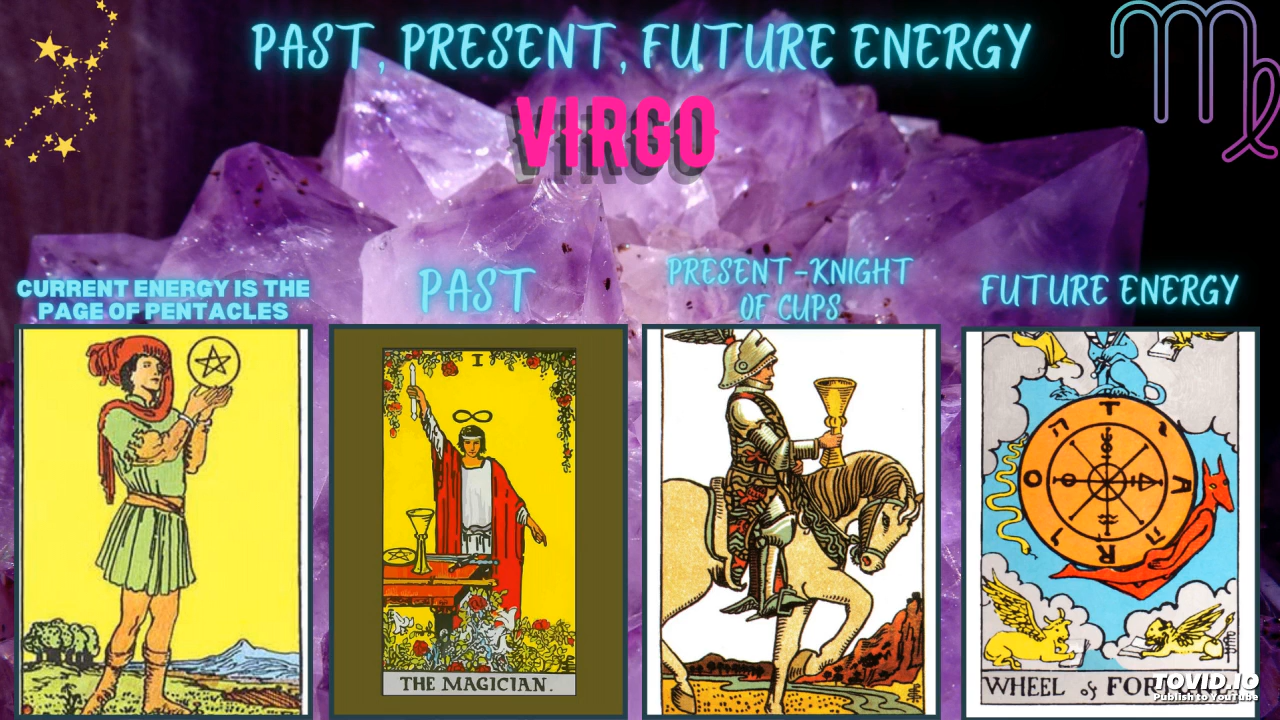 PAST, PRESENT, FUTURE ENERGY
VIRGO
CURRENT ENERGY IS THE
PAGE OF PENTACLES
PAST
PRESENT-KNIGHT
OF CUPS
FUTURE ENERGY
I
THE MAGICIAN.
T
A
R
O
WHEEL of FOR
TOVID.IO
Publish to YouTube